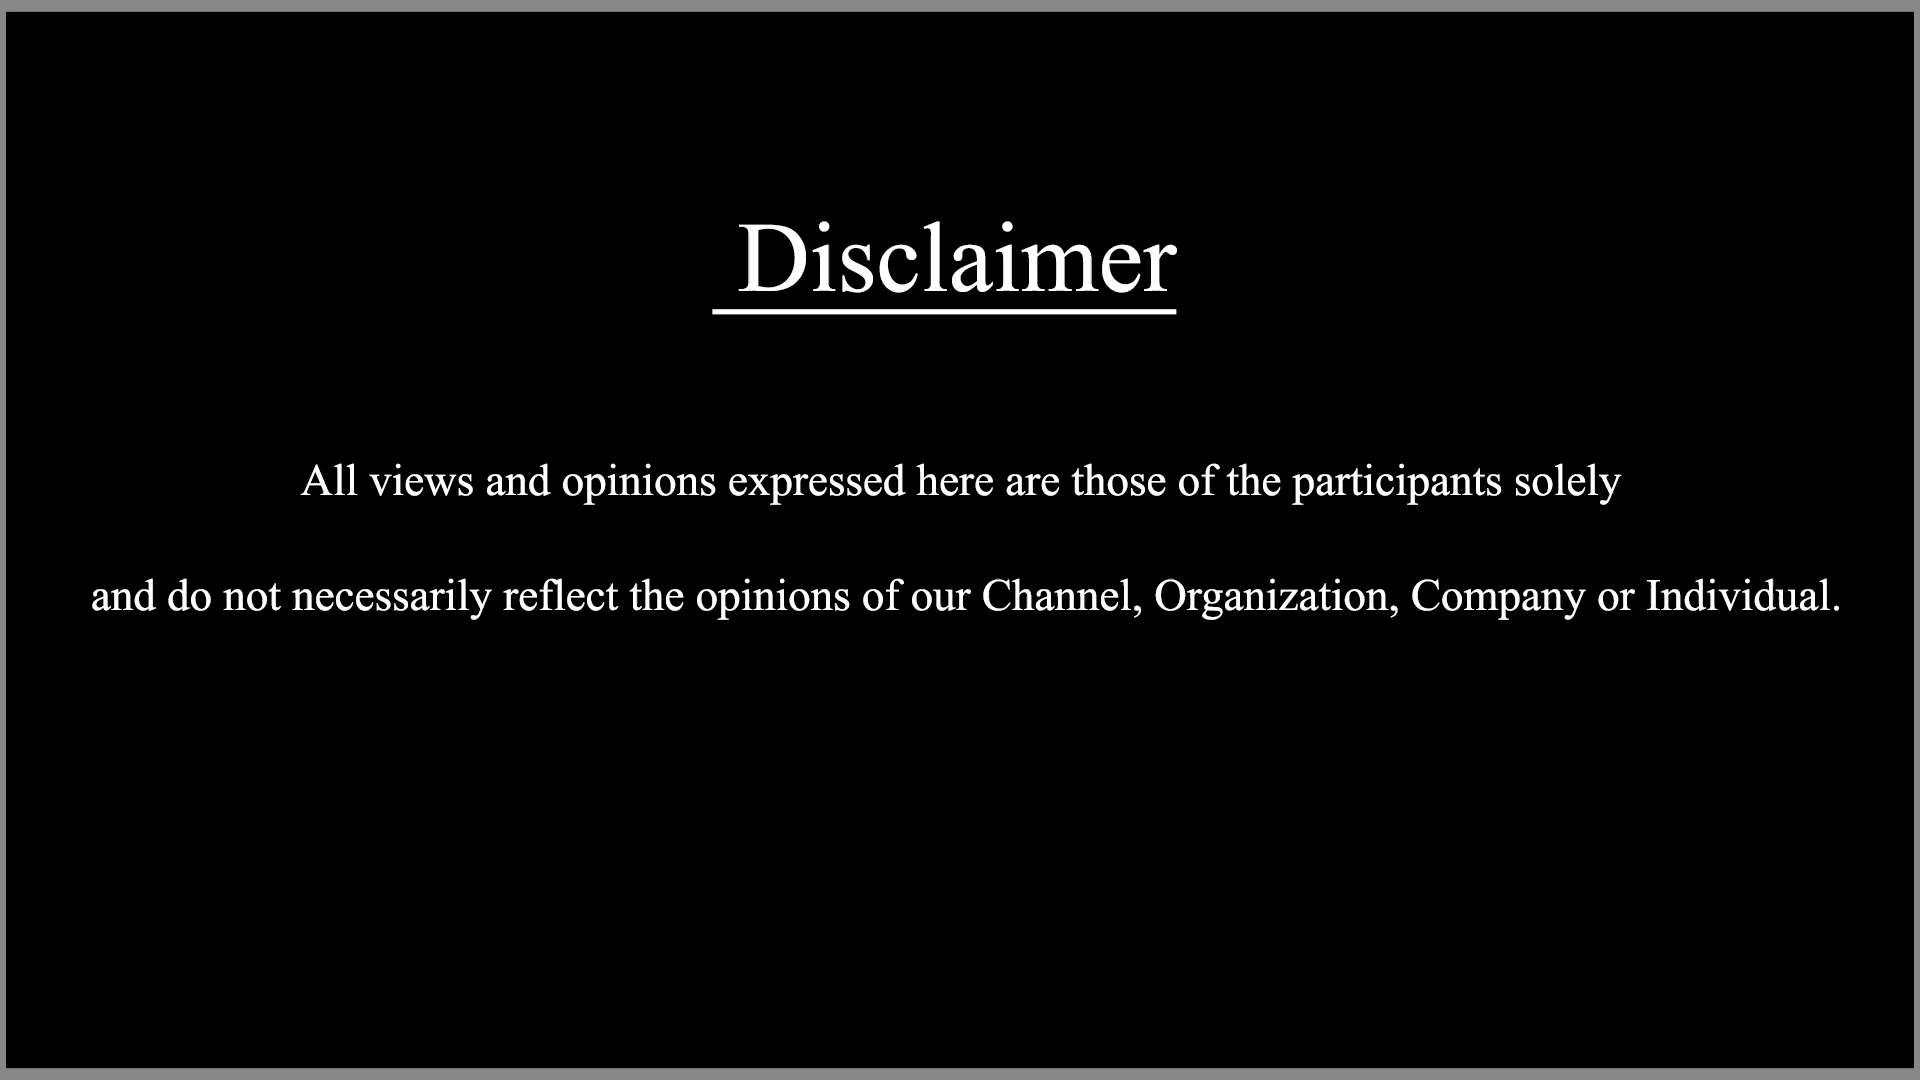 Disclaimer
All views and opinions expressed here are those of the participants solely
and do not necessarily reflect the opinions of our Channel, Organization, Company or Individual.